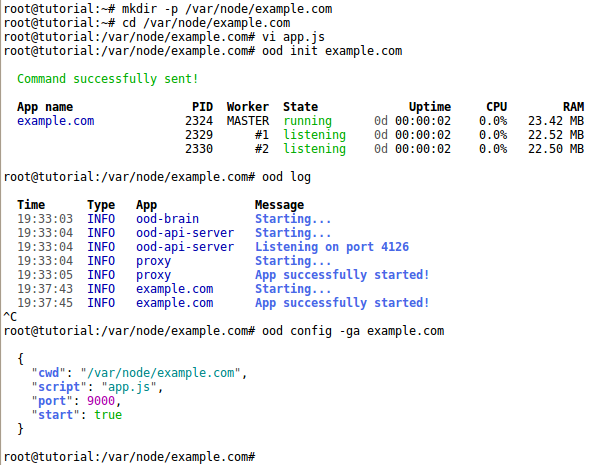 root@tutorial:~# mkdir -p /var/node/example.com
root@tutorial:~# cd /var/node/example.com
root@tutorial:/var/node/example.com# vi app.js
root@tutorial:/var/node/example.com# ood init example.com
Command successfully sent!
App name PID Worker State Uptime CPU RAM
example.com 2324 MASTER running 0d 00:00:02 0.0% 23.42 MB
2329 #1 listening 0d 00:00:02 0.0% 22.52 MB
2330 #2 listening 0d 00:00:02 0.0% 22.50 MB
root@tutorial:/var/node/example.com# ood log
Time Type App Message
19:33:03 INFO ood-brain Starting...
19:33:04 INFO ood-api-server Starting...
19:33:04 INFO ood-api-server Listening on port 4126
19:33:04 INFO proxy Starting...
19:33:05 INFO proxy App successfully started!
19:37:43 INFO example.com Starting...
19:37:45 INFO example.com App successfully started!
^C
root@tutorial:/var/node/example.com# ood config -ga example.com
{
"cwd": "/var/node/example.com",
"script": "app.js",
"port": 9000,
"start": true
}
root@tutorial:/var/node/example.com#